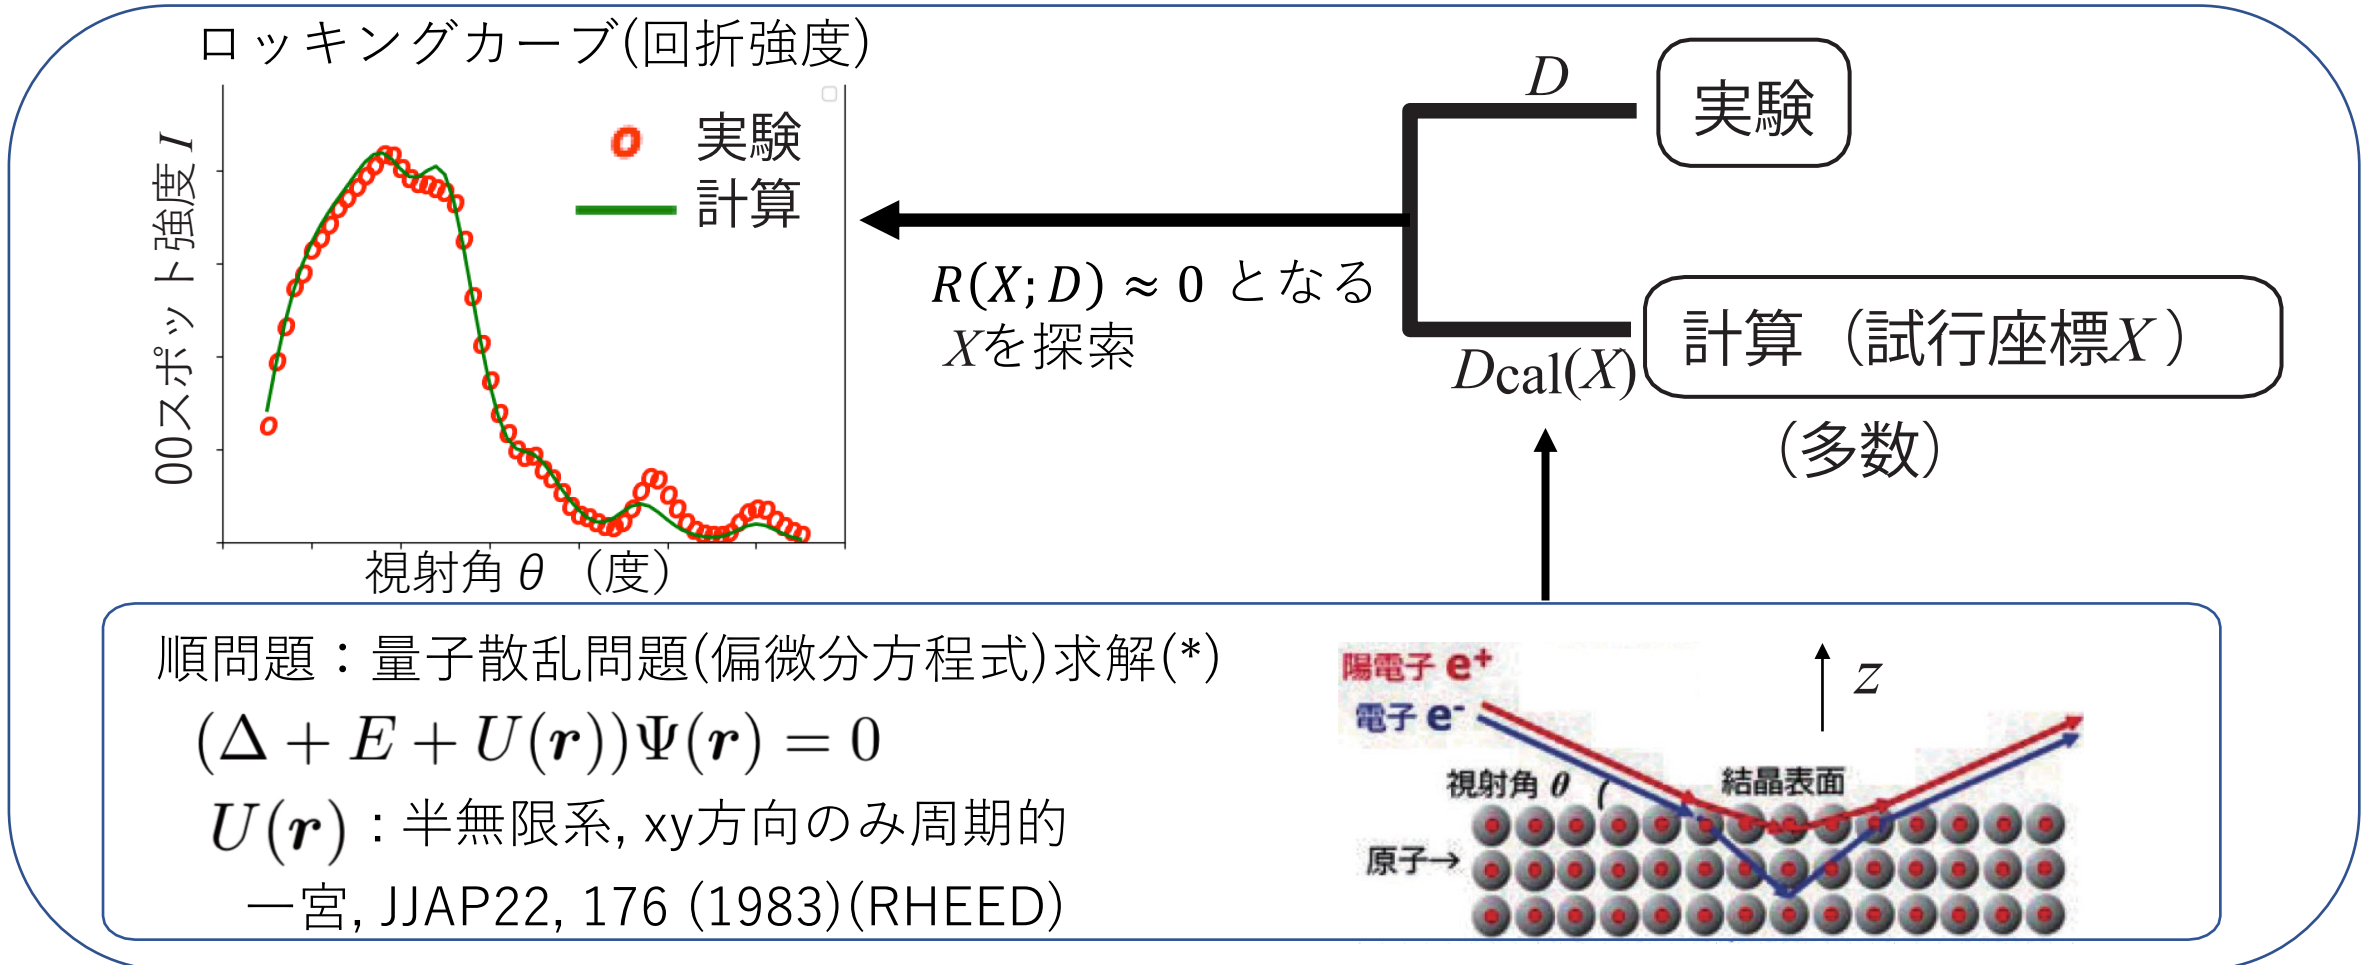 ロッキングカーブ(回折強度)
00スポット強度 I
実験
計算
視射角 θ （度）
R(X; D) ≈ 0 となる
Xを探索
D
実験
Dcal(X)
計算（試行座標X）
（多数）
順問題：量子散乱問題(偏微分方程式)求解(*)
(Δ + E + U(r))Ψ(r) = 0
U(r)：半無限系, xy方向のみ周期的
一宮, JJAP22, 176 (1983)(RHEED)
陽電子 e+
電子 e-
z
視射角 θ
結晶表面
原子→